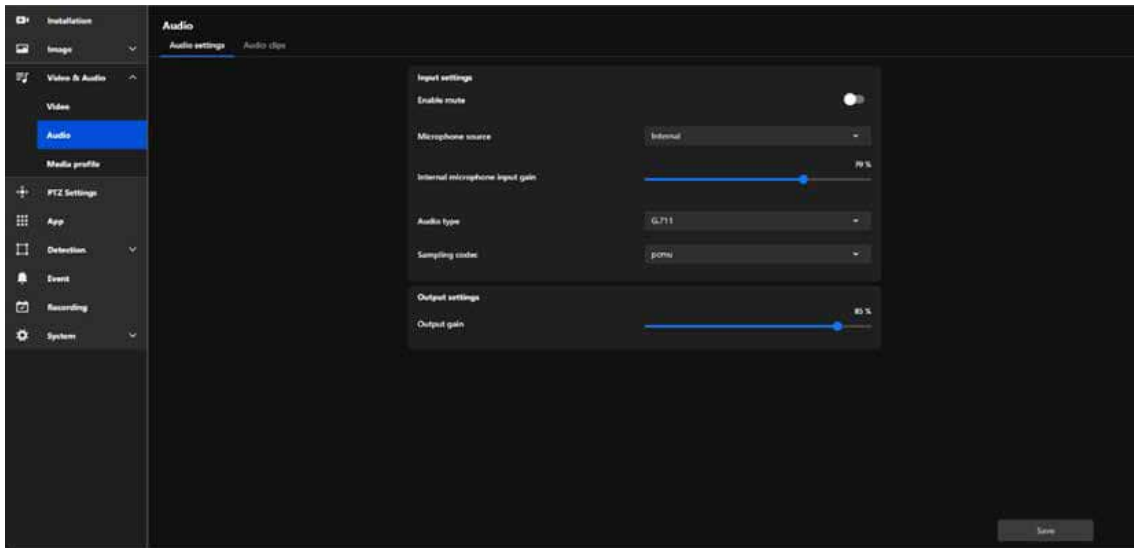 Installation
Image
Video & Audio
Video
Audio
Media profile
PTZ Settings
App
Detection
Event
Recording
System
Audio
Audio settings
Audio clips
Input settings
Enable mute
Microphone source
Internal
Internal microphone input gain
70 %
Audio type
G.711
Sampling codec
pcmu
Output settings
Output gain
85 %
Save